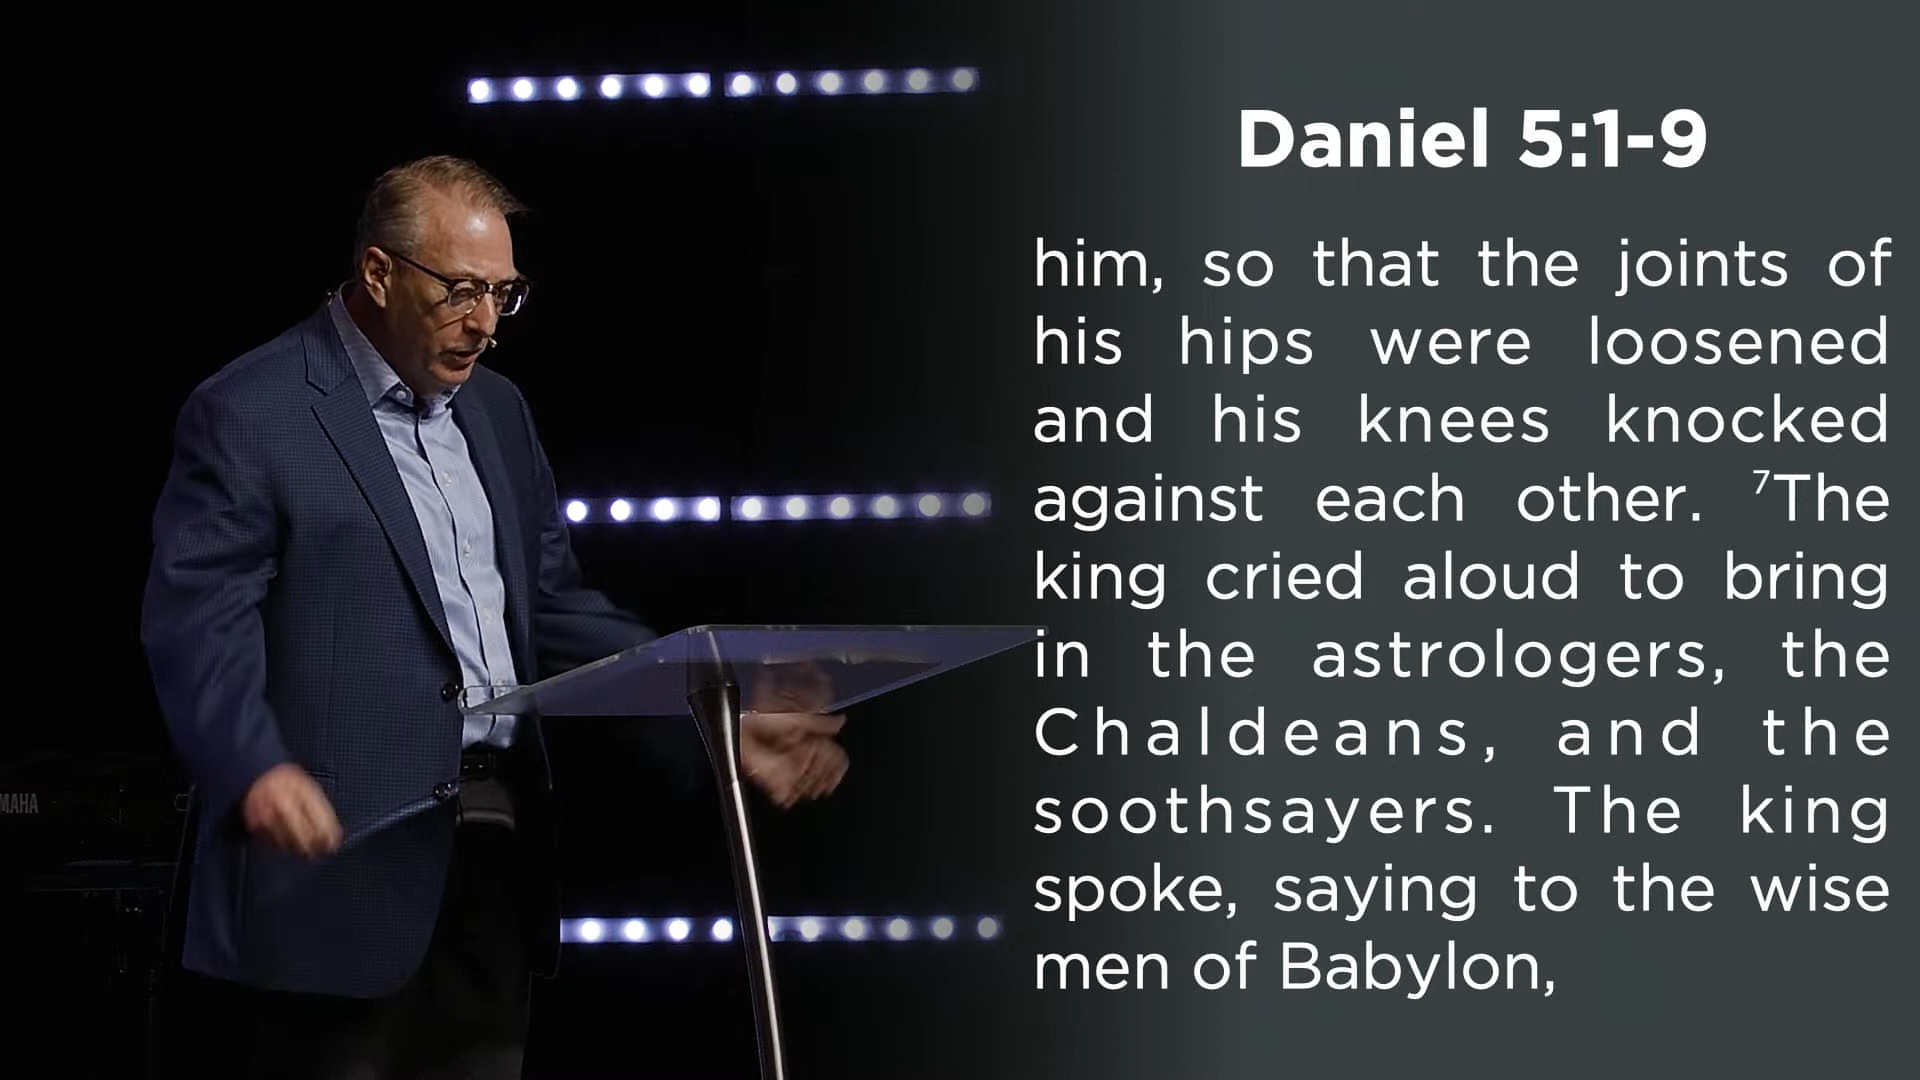 Daniel 5:1-9
him, so that the joints of
his hips were loosened
and his knees knocked
against each other. ⁷The
king cried aloud to bring
in the astrologers, the
Chaldeans, and the
soothsayers. The king
spoke, saying to the wise
men of Babylon,
MAHA